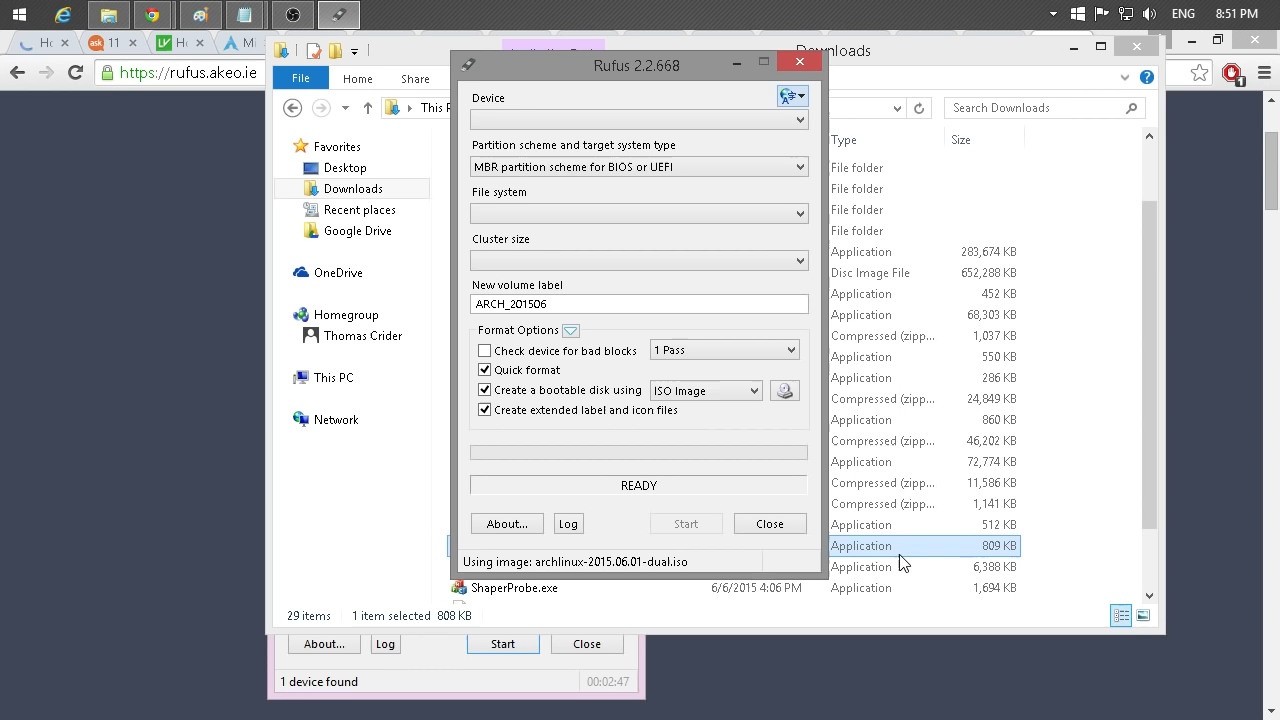 ENG
8:51 PM
Ho
11
Ho
Mi
https://rufus.akeo.ie
1
Downloads
File
Home
Share
This P
Search Downloads
Favorites
Desktop
Downloads
Recent places
Google Drive
OneDrive
Homegroup
Thomas Crider
This PC
Network
Type
Size
File folder
File folder
File folder
File folder
Application
283,674 KB
Disc Image File
652,288 KB
Application
452 KB
Application
68,303 KB
Compressed (zipp...
1,037 KB
Application
550 KB
Application
286 KB
Compressed (zipp...
24,849 KB
Application
860 KB
Compressed (zipp...
46,202 KB
Application
72,774 KB
Compressed (zipp...
11,586 KB
Compressed (zipp...
1,141 KB
Application
512 KB
Application
809 KB
Application
6,388 KB
ShaperProbe.exe
6/6/2015 4:06 PM
Application
1,694 KB
29 items
1 item selected
808 KB
Rufus 2.2.668
Device
Partition scheme and target system type
MBR partition scheme for BIOS or UEFI
File system
Cluster size
New volume label
ARCH_201506
Format Options
Check device for bad blocks
1 Pass
Quick format
Create a bootable disk using
ISO Image
Create extended label and icon files
READY
About...
Log
Start
Close
Using image: archlinux-2015.06.01-dual.iso
About...
Log
Start
Close
1 device found
00:02:47